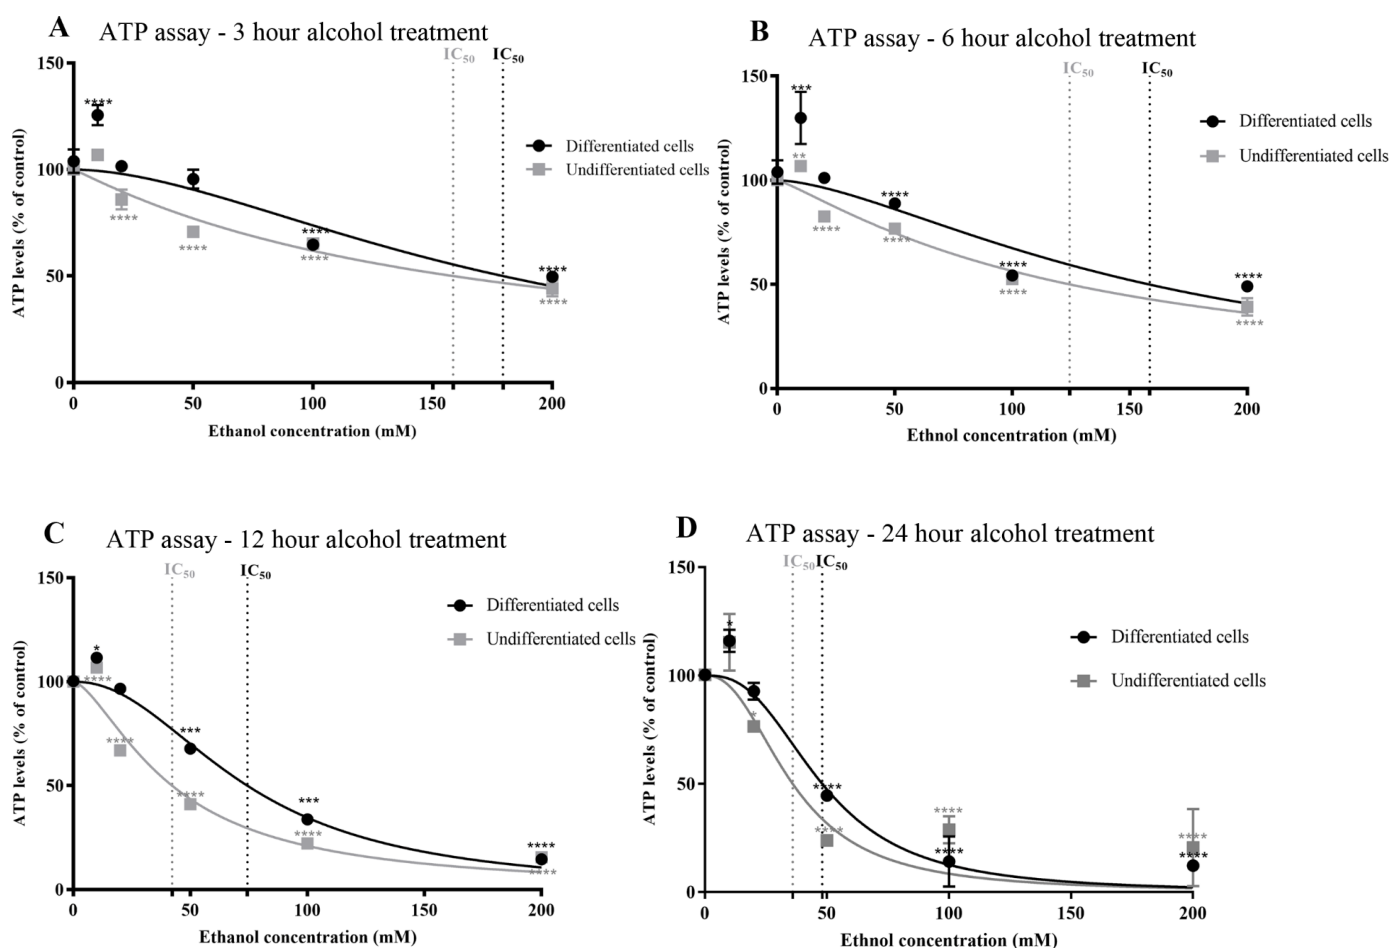 A ATP assay - 3 hour alcohol treatment
IC50 IC50
150
100
50
0
ATP levels (% of control)
**** **** **** **** **** **** ****
Differentiated cells
Undifferentiated cells
0 50 100 150 200
Ethanol concentration (mM)
B ATP assay - 6 hour alcohol treatment
IC50 IC50
150
100
50
0
ATP levels (% of control)
*** ** **** **** **** **** **** **** ****
Differentiated cells
Undifferentiated cells
0 50 100 150 200
Ethnol concentration (mM)
C ATP assay - 12 hour alcohol treatment
IC50 IC50
150
100
50
0
ATP levels (% of control)
* **** **** *** **** *** **** **** ****
Differentiated cells
Undifferentiated cells
0 50 100 150 200
Ethanol concentration (mM)
D ATP assay - 24 hour alcohol treatment
IC50 IC50
150
100
50
0
ATP levels (% of control)
* * **** **** **** **** **** ****
Differentiated cells
Undifferentiated cells
0 50 100 150 200
Ethnol concentration (mM)